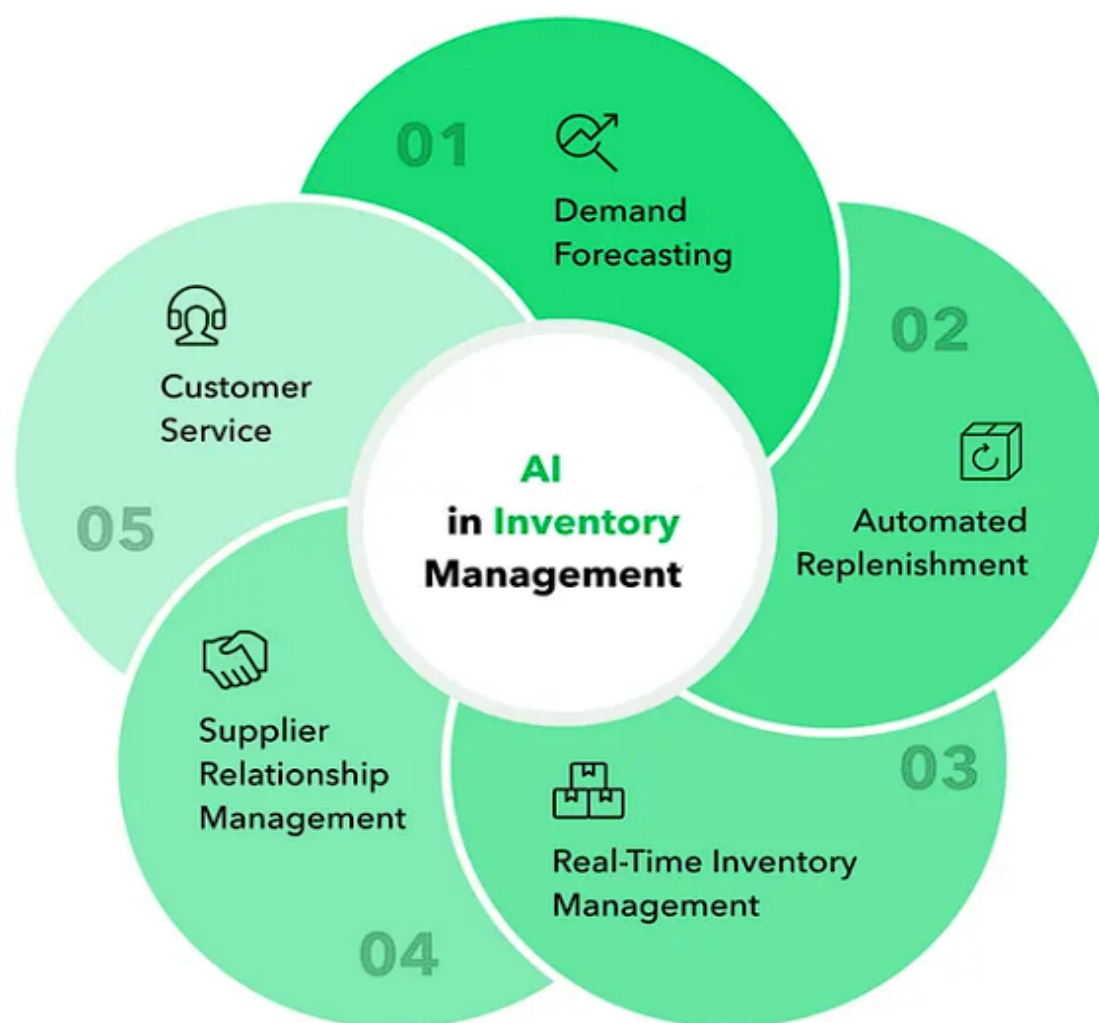 AI
in Inventory
Management
01
Demand
Forecasting
02
Automated
Replenishment
03
Real-Time Inventory
Management
04
Supplier
Relationship
Management
05
Customer
Service